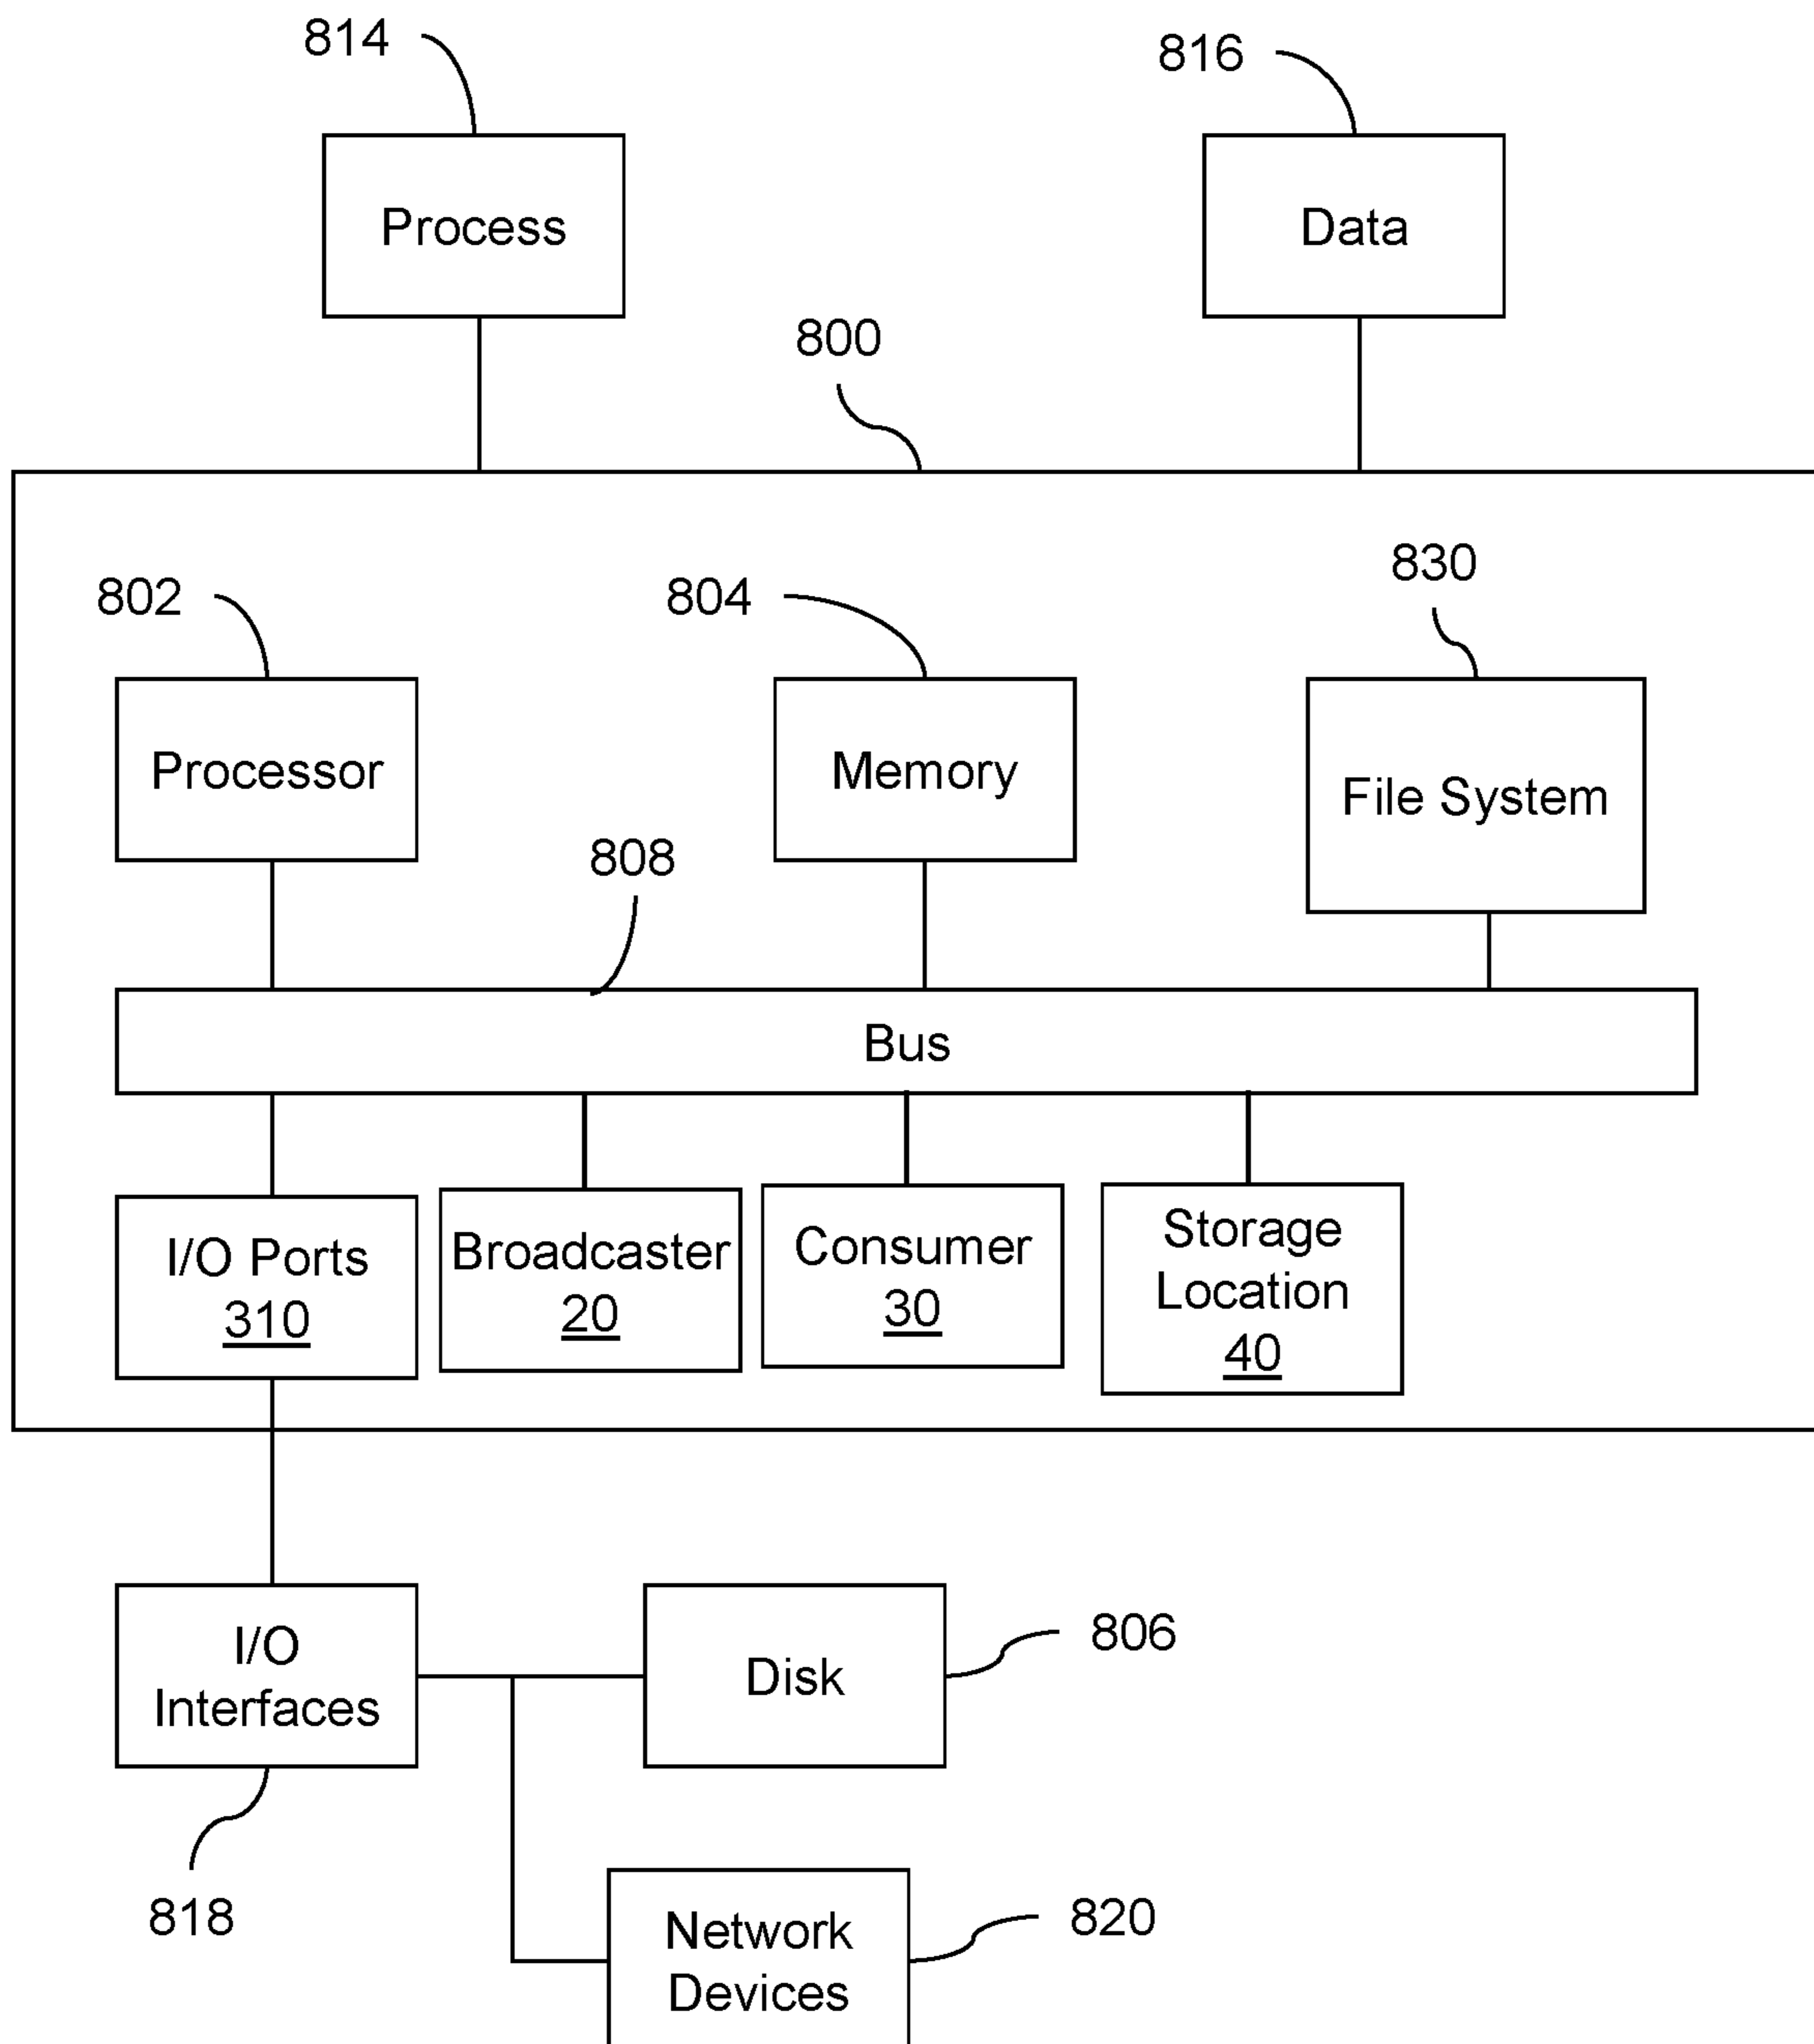 814
816
Process
Data
800
830
802
804
Processor
Memory
File System
808
Bus
I/O Ports
310
Broadcaster
20
Consumer
30
Storage
Location
40
I/O
Interfaces
Disk
806
818
Network
Devices
820